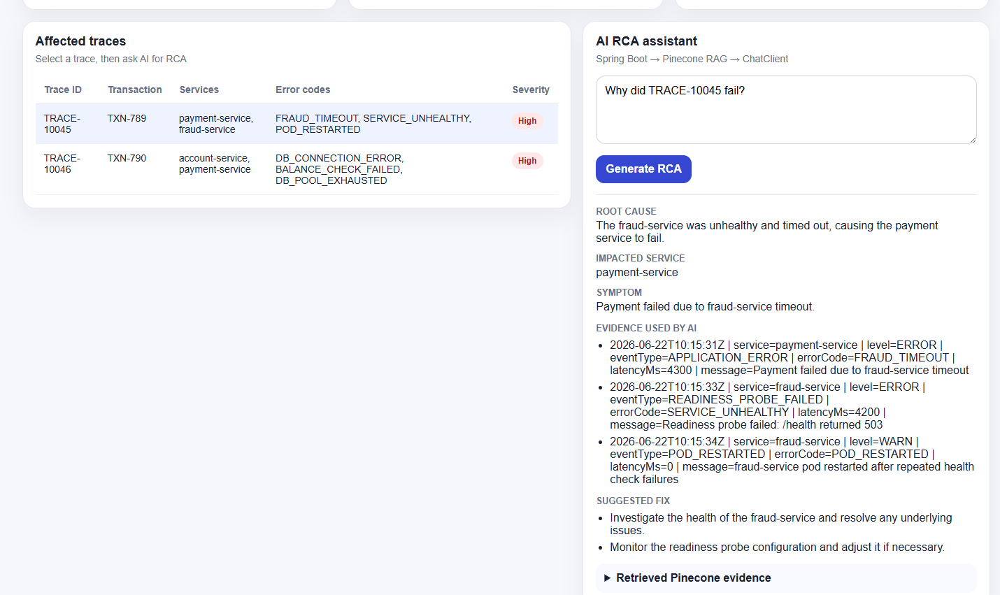 Affected traces
Select a trace, then ask AI for RCA
Trace ID Transaction Services Error codes Severity
TRACE- TXN-789 payment-service, FRAUD_TIMEOUT, SERVICE_UNHEALTHY, High
10045 fraud-service POD_RESTARTED
TRACE- TXN-790 account-service, DB_CONNECTION_ERROR, High
10046 payment-service BALANCE_CHECK_FAILED,
DB_POOL_EXHAUSTED
AI RCA assistant
Spring Boot → Pinecone RAG → ChatClient
Why did TRACE-10045 fail?
Generate RCA
ROOT CAUSE
The fraud-service was unhealthy and timed out, causing the payment
service to fail.
IMPACTED SERVICE
payment-service
SYMPTOM
Payment failed due to fraud-service timeout.
EVIDENCE USED BY AI
• 2026-06-22T10:15:31Z | service=payment-service | level=ERROR |
eventType=APPLICATION_ERROR | errorCode=FRAUD_TIMEOUT |
latencyMs=4300 | message=Payment failed due to fraud-service timeout
• 2026-06-22T10:15:33Z | service=fraud-service | level=ERROR |
eventType=READINESS_PROBE_FAILED |
errorCode=SERVICE_UNHEALTHY | latencyMs=4200 |
message=Readiness probe failed: /health returned 503
• 2026-06-22T10:15:34Z | service=fraud-service | level=WARN |
eventType=POD_RESTARTED | errorCode=POD_RESTARTED |
latencyMs=0 | message=fraud-service pod restarted after repeated health
check failures
SUGGESTED FIX
• Investigate the health of the fraud-service and resolve any underlying
issues.
• Monitor the readiness probe configuration and adjust it if necessary.
▶ Retrieved Pinecone evidence